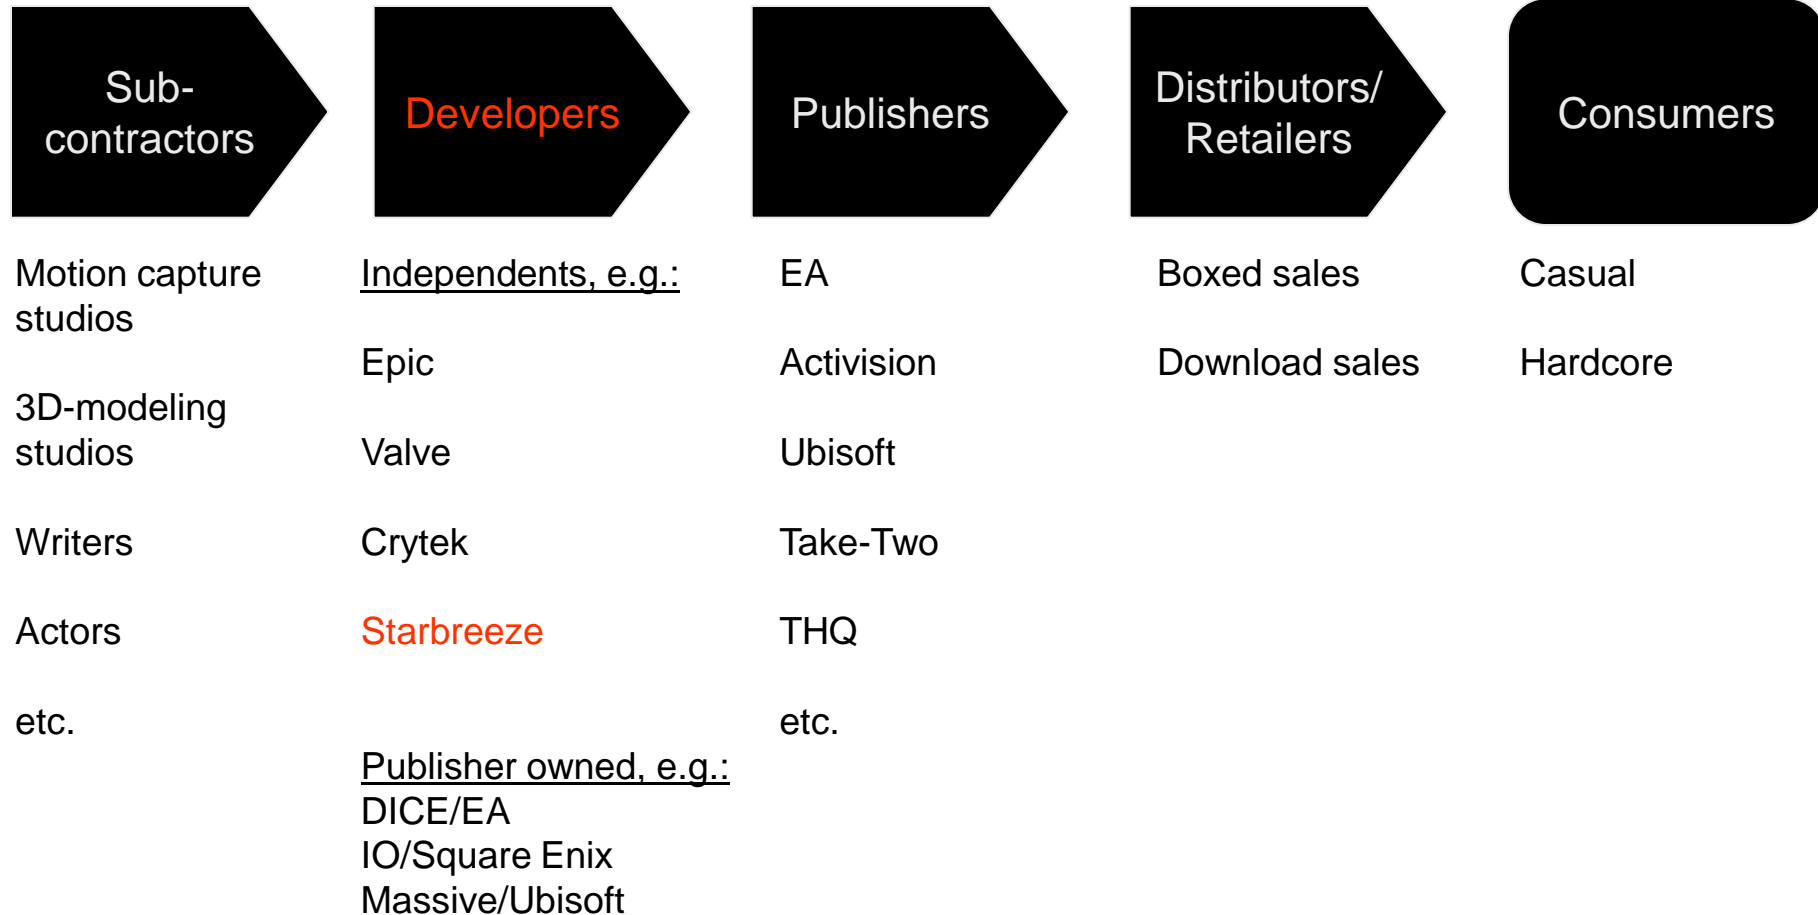 Sub-
contractors
Developers
Publishers
Distributors/
Retailers
Consumers
Motion capture
studios
3D-modeling
studios
Writers
Actors
etc.
Independents, e.g.:
Epic
Valve
Crytek
Starbreeze
Publisher owned, e.g.:
DICE/EA
IO/Square Enix
Massive/Ubisoft
EA
Activision
Ubisoft
Take-Two
THQ
etc.
Boxed sales
Download sales
Casual
Hardcore